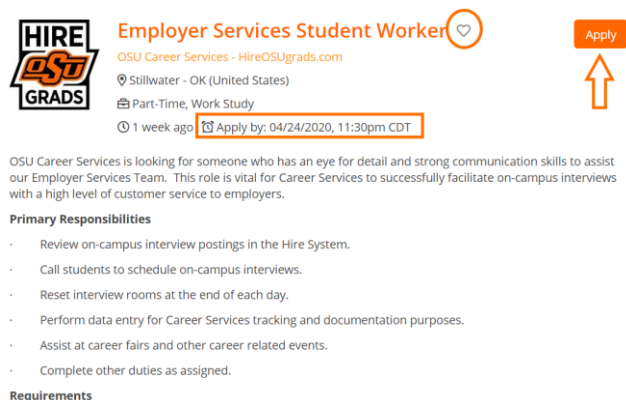 HIRE
OSU
GRADS
Employer Services Student Worker
Apply
OSU Career Services - HireOSUgrads.com
Stillwater - OK (United States)
Part-Time, Work Study
1 week ago Apply by: 04/24/2020, 11:30pm CDT
OSU Career Services is looking for someone who has an eye for detail and strong communication skills to assist
our Employer Services Team. This role is vital for Career Services to successfully facilitate on-campus interviews
with a high level of customer service to employers.
Primary Responsibilities
· Review on-campus interview postings in the Hire System.
· Call students to schedule on-campus interviews.
· Reset interview rooms at the end of each day.
· Perform data entry for Career Services tracking and documentation purposes.
· Assist at career fairs and other career related events.
· Complete other duties as assigned.
Requirements